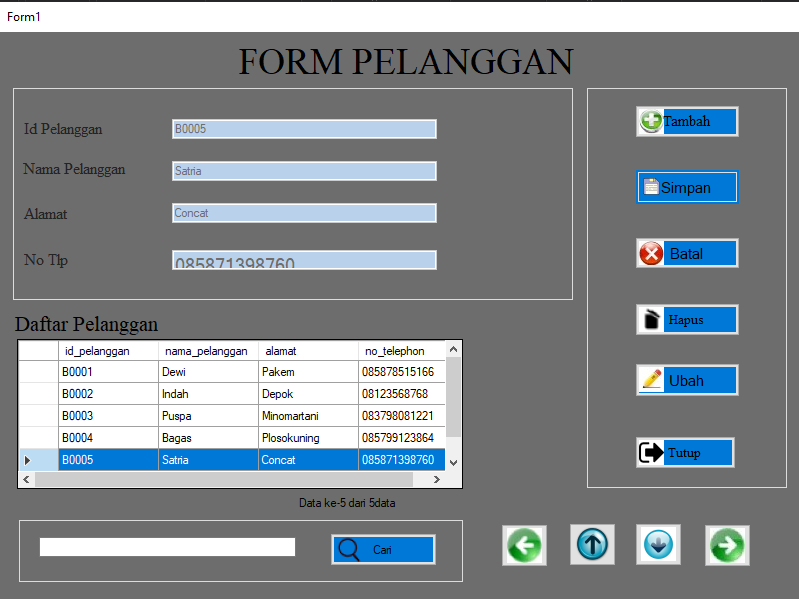 Form1
FORM PELANGGAN
Id Pelanggan B0005
Nama Pelanggan Satria
Alamat Concat
No Tlp 085871398760
Tambah
Simpan
Batal
Hapus
Ubah
Tutup
Daftar Pelanggan
id_pelanggan nama_pelanggan alamat no_telephon
B0001 Dewi Pakem 085878515166
B0002 Indah Depok 08123568768
B0003 Puspa Minomartani 083798081221
B0004 Bagas Plosokuning 085799123864
B0005 Satria Concat 085871398760
Data ke-5 dari 5data
Cari